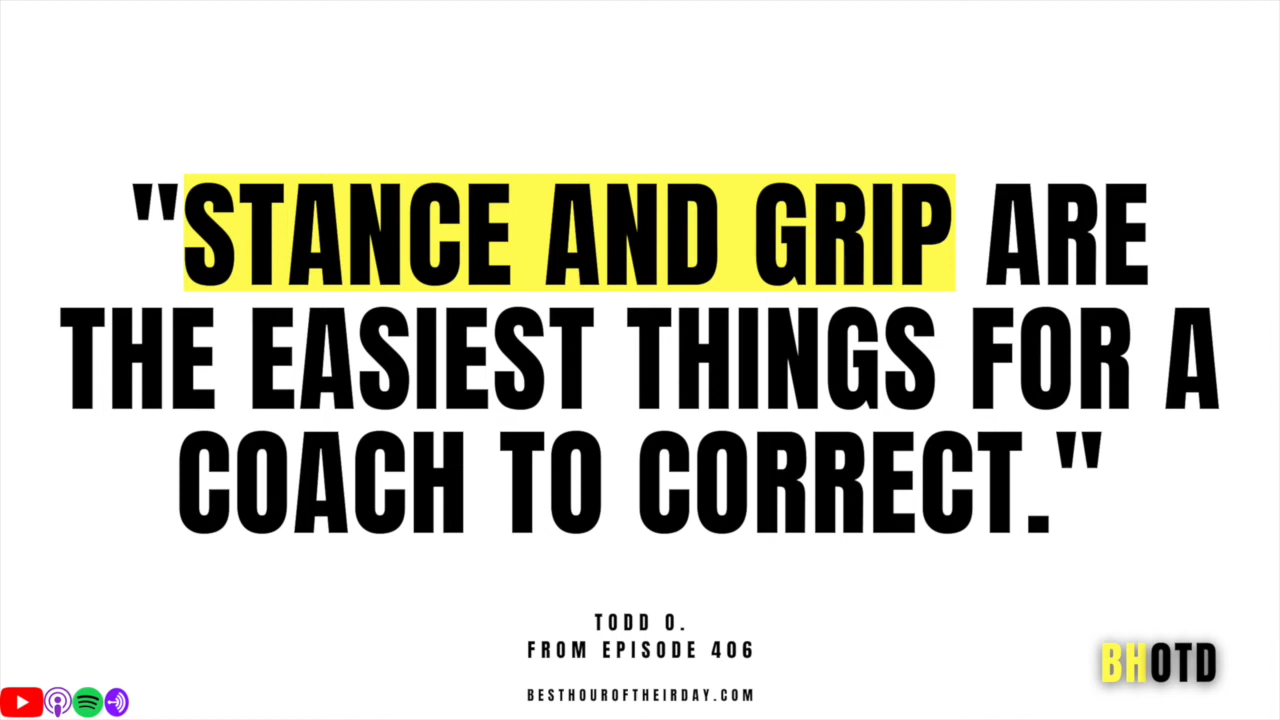 "STANCE AND GRIP ARE
THE EASIEST THINGS FOR A
COACH TO CORRECT."
TODD O.
FROM EPISODE 406
BESTHOUROFTHEIRDAY.COM
BHOTD